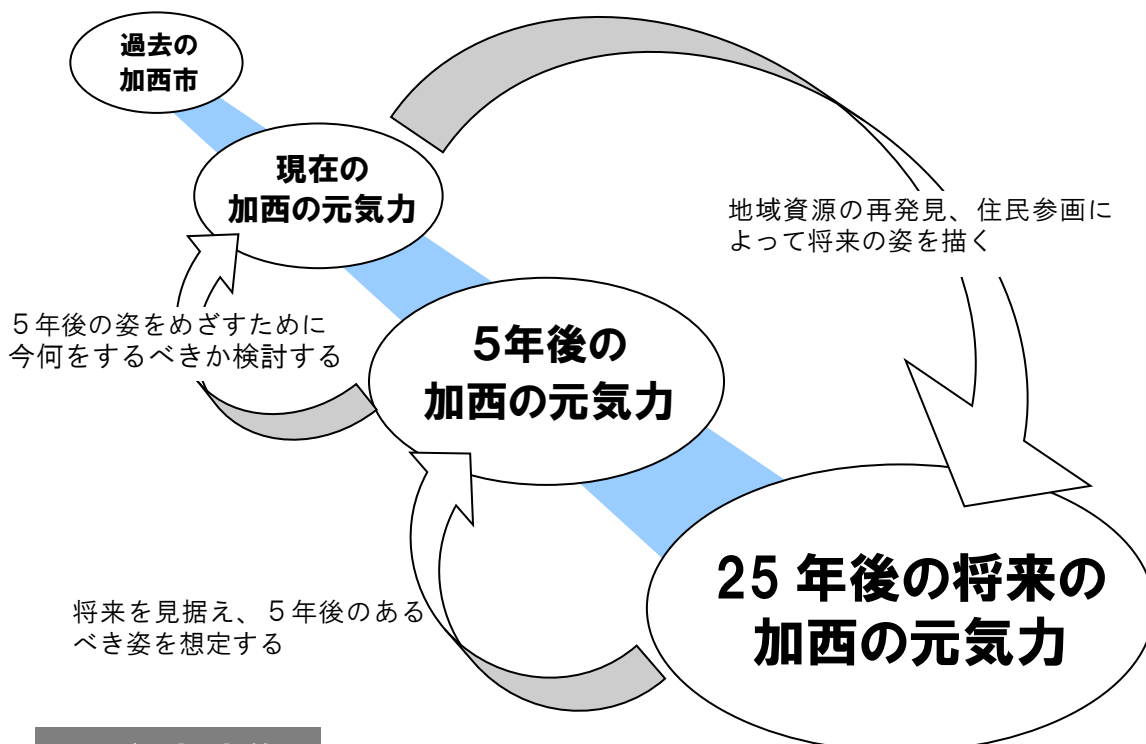 過去の
加西市
現在の
加西の元気力
地域資源の再発見、住民参画に
よって将来の姿を描く
５年後の姿をめざすために
今何をするべきか検討する
5年後の
加西の元気力
25 年後の将来の
加西の元気力
将来を見据え、５年後のある
べき姿を想定する